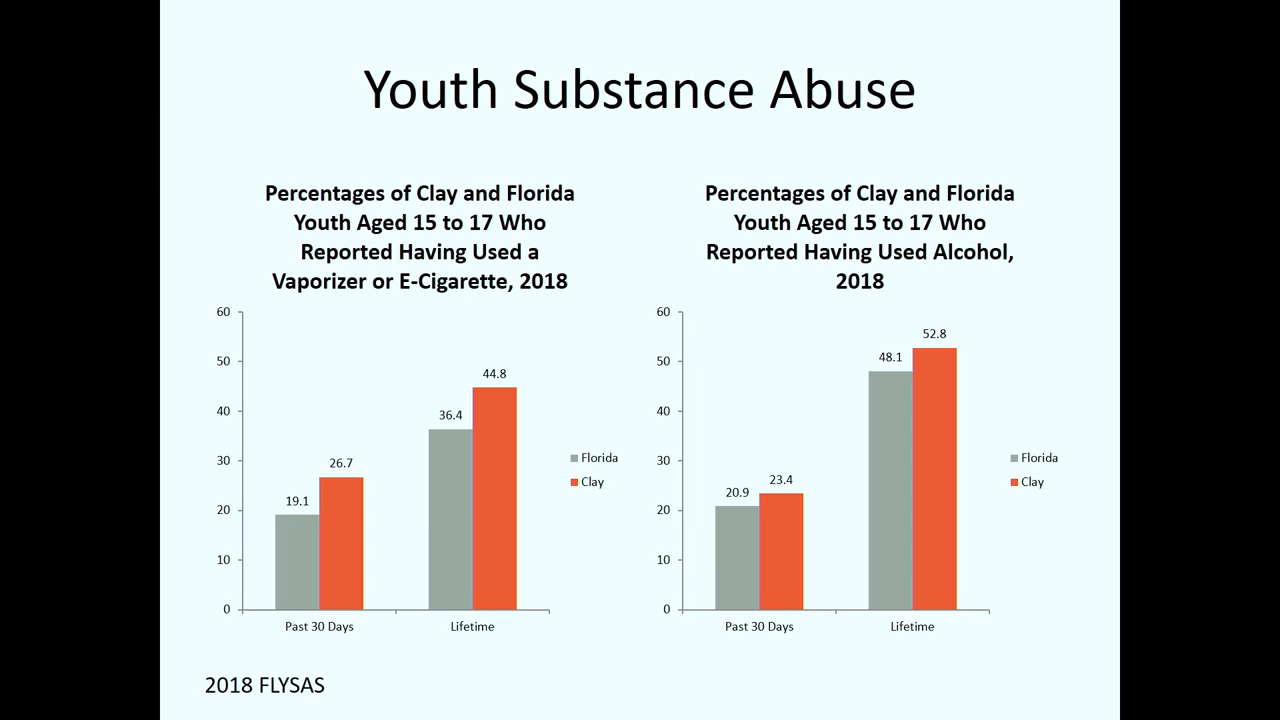 Youth Substance Abuse
Percentages of Clay and Florida
Youth Aged 15 to 17 Who
Reported Having Used a
Vaporizer or E-Cigarette, 2018
60
50
40
30
20
10
0
19.1
26.7
36.4
44.8
Past 30 Days
Lifetime
Florida
Clay
Percentages of Clay and Florida
Youth Aged 15 to 17 Who
Reported Having Used Alcohol,
2018
60
50
40
30
20
10
0
20.9
23.4
48.1
52.8
Past 30 Days
Lifetime
Florida
Clay
2018 FLYSAS